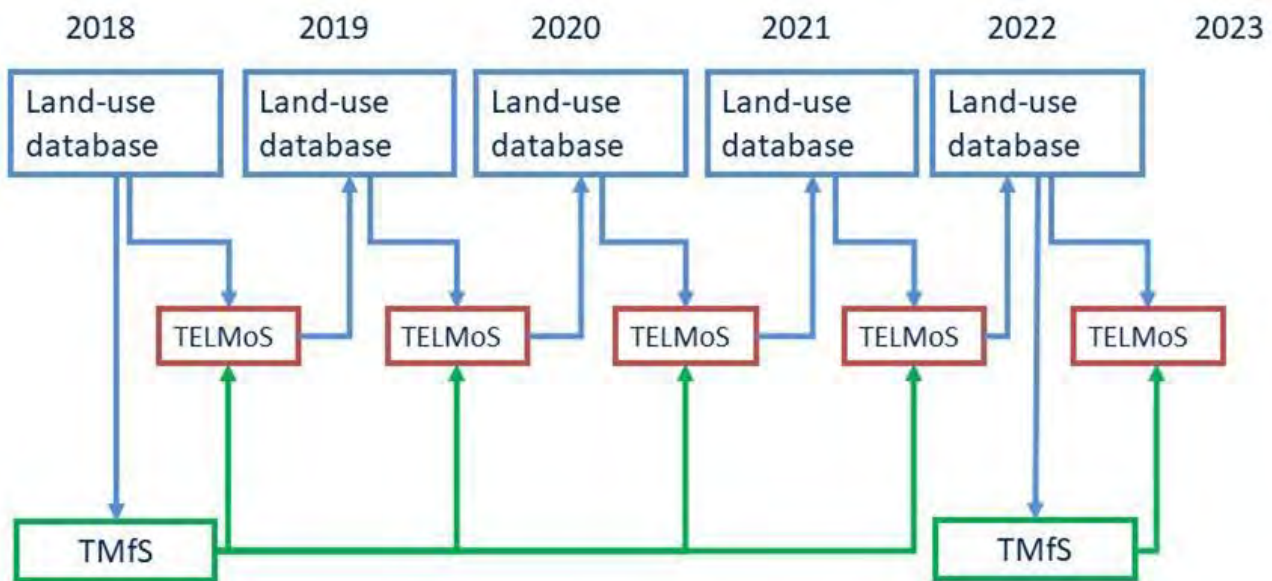 2018 2019 2020 2021 2022 2023
Land-use Land-use Land-use Land-use Land-use
database database database database database
TELMoS TELMoS TELMoS TELMoS TELMoS
TMfS TMfS